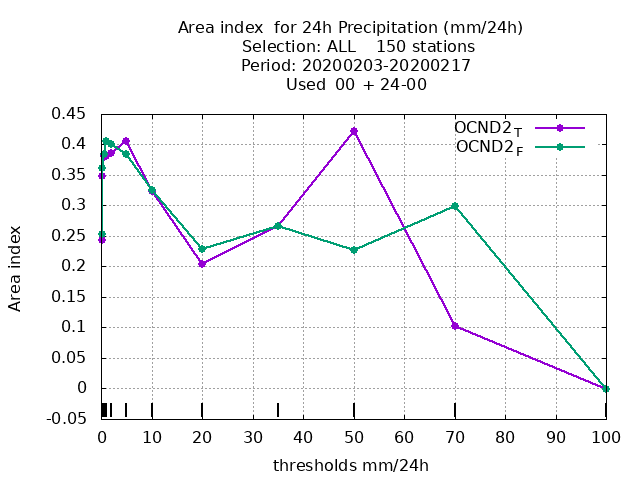 Area index  for 24h Precipitation (mm/24h)
Selection: ALL    150 stations
Period: 20200203-20200217
Used  00  + 24-00
OCND2_T
OCND2_F
Area index
0.45
0.4
0.35
0.3
0.25
0.2
0.15
0.1
0.05
0
-0.05
0 10 20 30 40 50 60 70 80 90 100
thresholds mm/24h